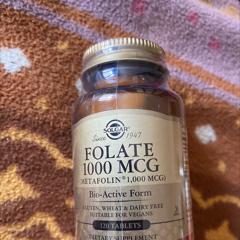 SOLGAR
Since 1947
FOLATE
1000 MCG
(METAFOLIN® 1,000 MCG)
Bio-Active Form
GLUTEN, WHEAT & DAIRY FREE
SUITABLE FOR VEGANS
120 TABLETS
DIETARY SUPPLEMENT